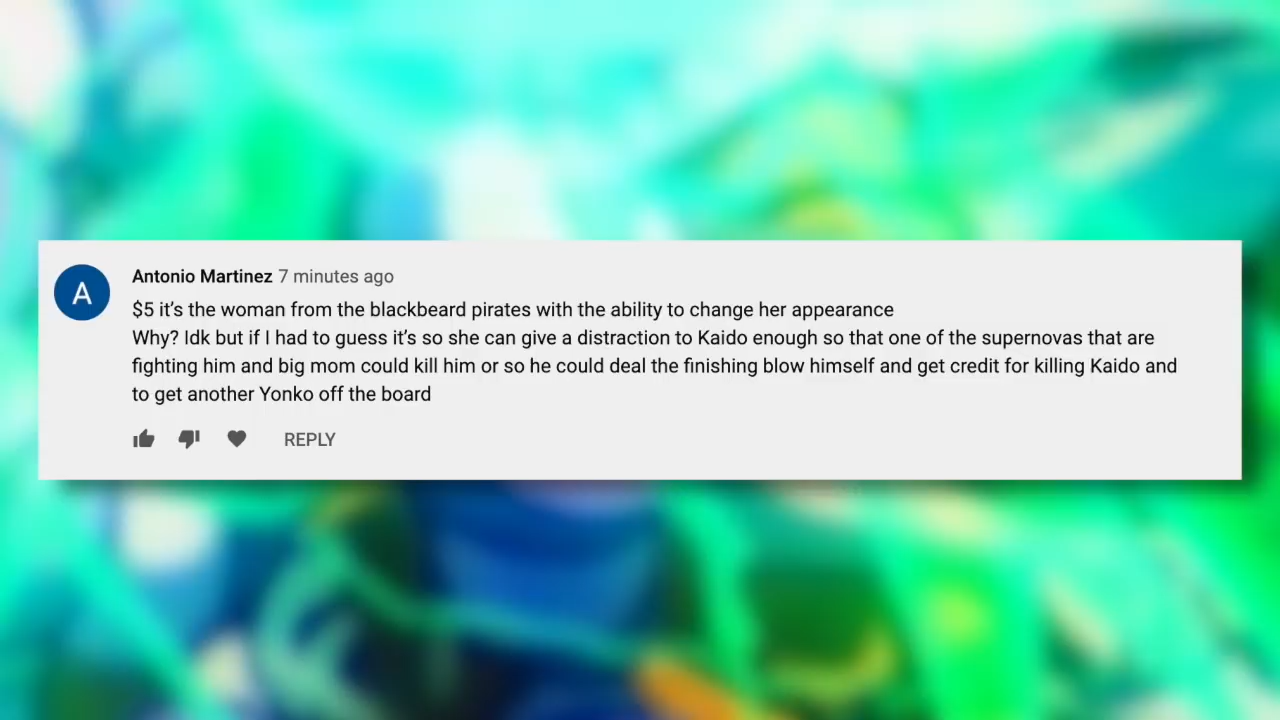 A
Antonio Martinez 7 minutes ago
$5 it’s the woman from the blackbeard pirates with the ability to change her appearance
Why? Idk but if I had to guess it’s so she can give a distraction to Kaido enough so that one of the supernovas that are
fighting him and big mom could kill him or so he could deal the finishing blow himself and get credit for killing Kaido and
to get another Yonko off the board
REPLY